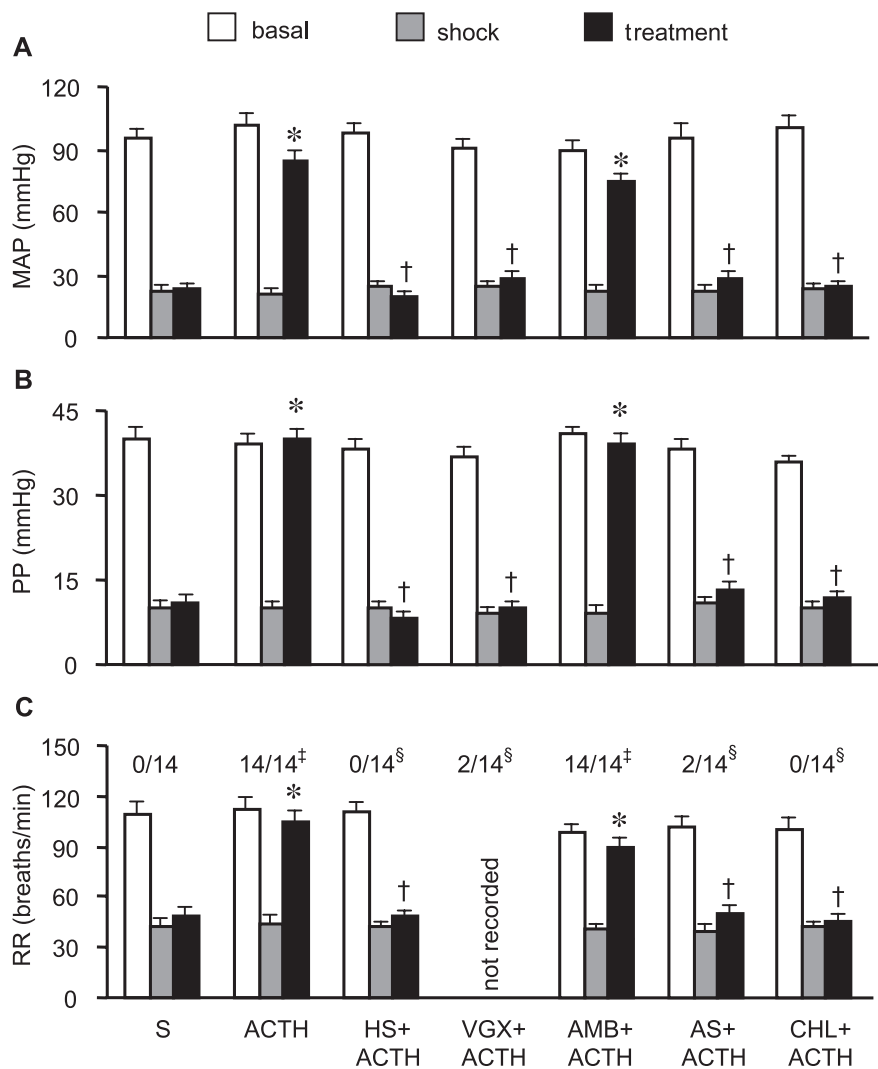 basal shock treatment
A
MAP (mmHg)
120
90
60
30
0
* * † † † †
B
PP (mmHg)
45
30
15
0
* * † † † †
C
RR (breaths/min)
150
120
90
60
30
0
0/14 14/14‡ 0/14§ 2/14§ 14/14‡ 2/14§ 0/14§
* * † † †
not recorded
S ACTH HS+ VGX+ AMB+ AS+ CHL+
ACTH ACTH ACTH ACTH ACTH